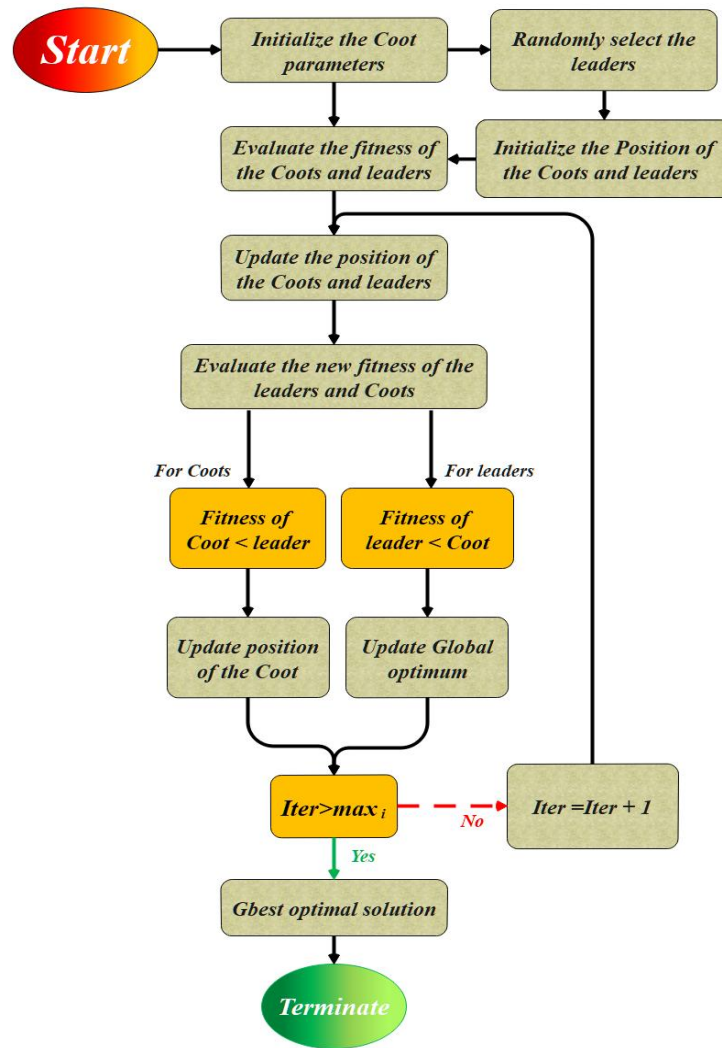 Start
Initialize the Coot
parameters
Randomly select the
leaders
Evaluate the fitness of
the Coots and leaders
Initialize the Position of
the Coots and leaders
Update the position of
the Coots and leaders
Evaluate the new fitness of the
leaders and Coots
For Coots
For leaders
Fitness of
Coot < leader
Fitness of
leader < Coot
Update position
of the Coot
Update Global
optimum
Iter>max i
No
Iter =Iter + 1
Yes
Gbest optimal solution
Terminate